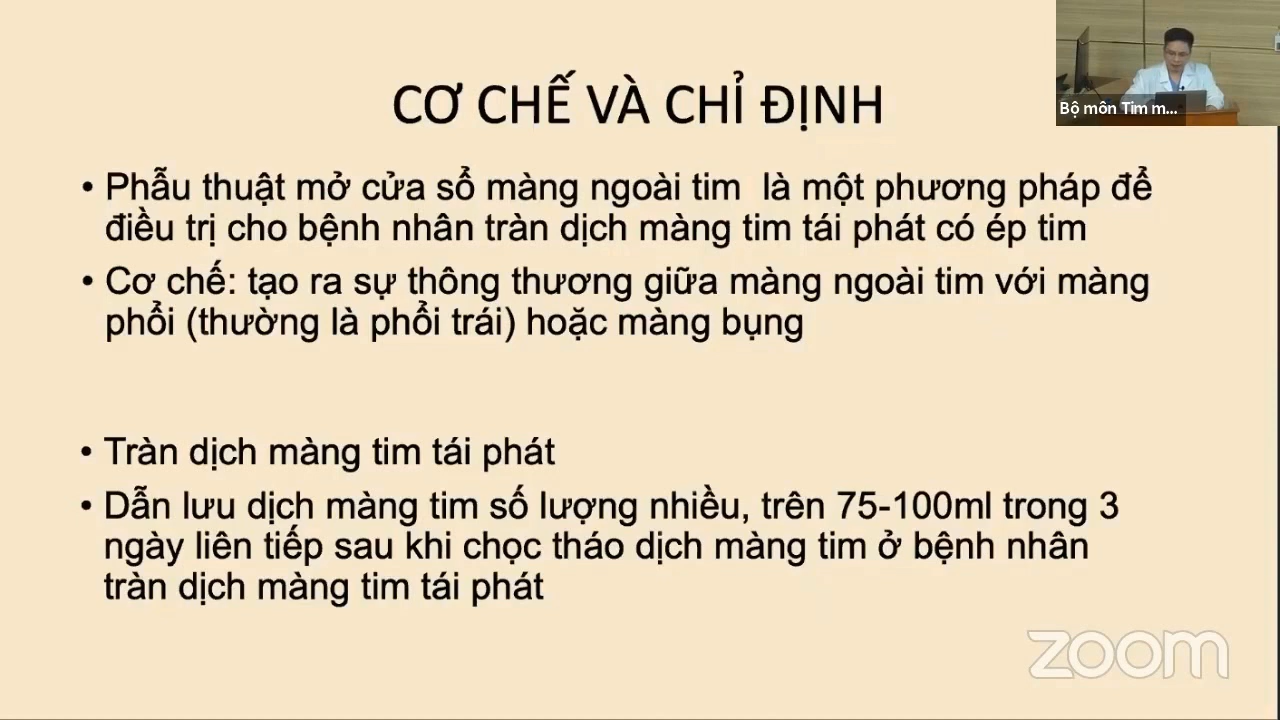 Bộ môn Tim m...
CƠ CHẾ VÀ CHỈ ĐỊNH
• Phẫu thuật mở cửa sổ màng ngoài tim là một phương pháp để
điều trị cho bệnh nhân tràn dịch màng tim tái phát có ép tim
• Cơ chế: tạo ra sự thông thương giữa màng ngoài tim với màng
phổi (thường là phổi trái) hoặc màng bụng
• Tràn dịch màng tim tái phát
• Dẫn lưu dịch màng tim số lượng nhiều, trên 75-100ml trong 3
ngày liên tiếp sau khi chọc tháo dịch màng tim ở bệnh nhân
tràn dịch màng tim tái phát
zoom